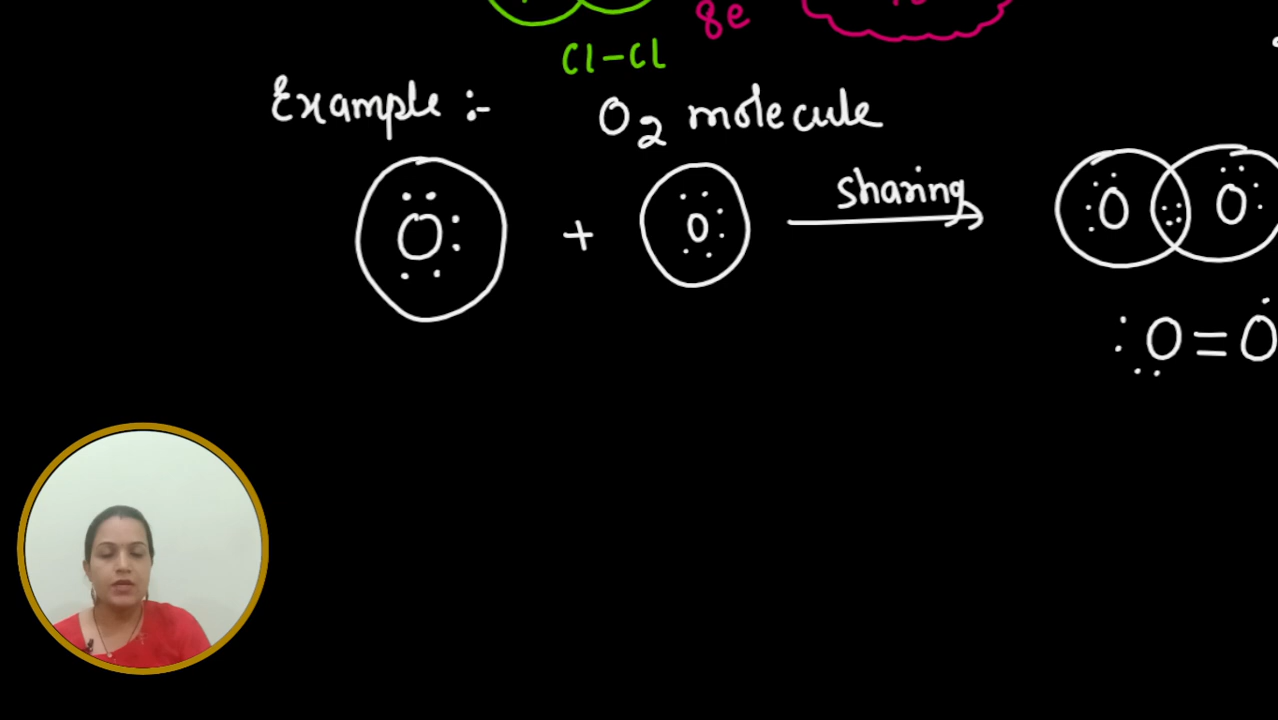 8e
Cl-Cl
Example :- O2 molecule
:O: + O: sharing :O::O:
:O=O